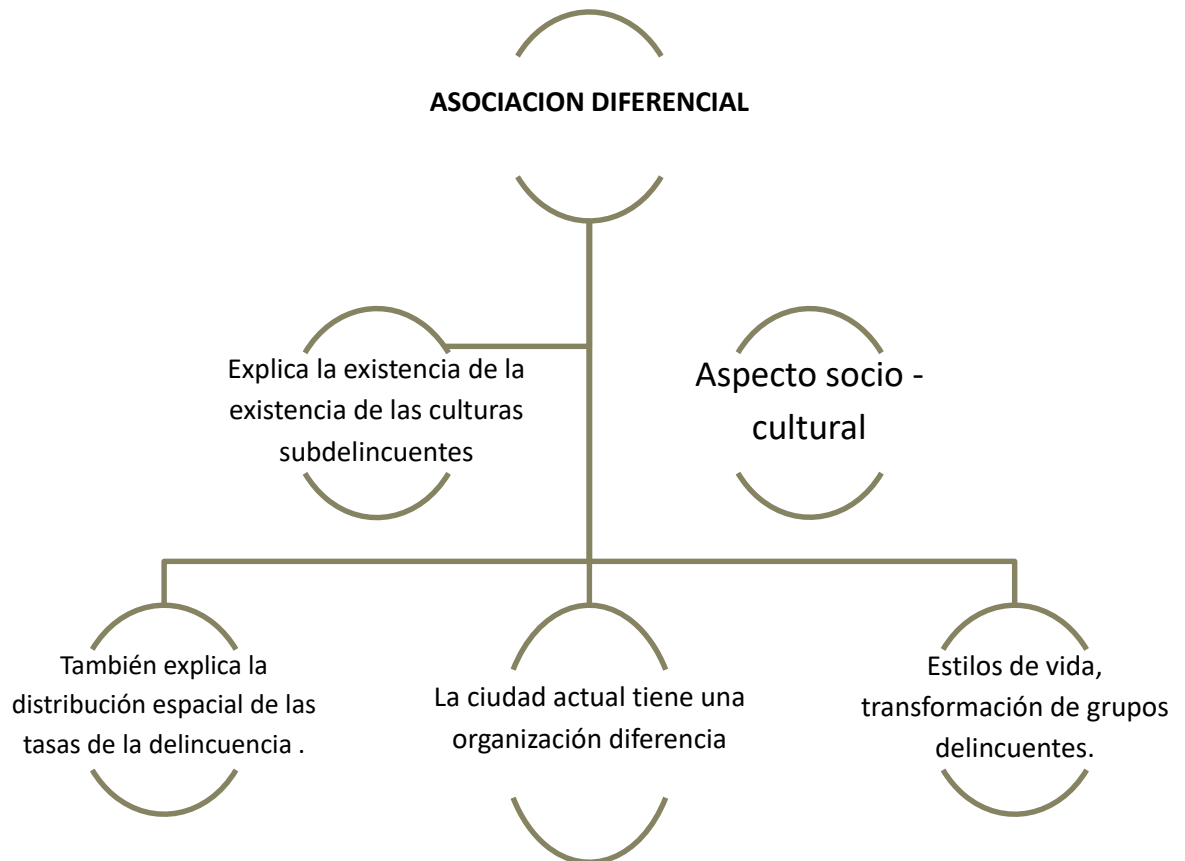 ASOCIACION DIFERENCIAL
Explica la existencia de la
existencia de las culturas
subdelincuentes
Aspecto socio -
cultural
También explica la
distribución espacial de las
tasas de la delincuencia .
La ciudad actual tiene una
organización diferencia
Estilos de vida,
transformación de grupos
delincuentes.